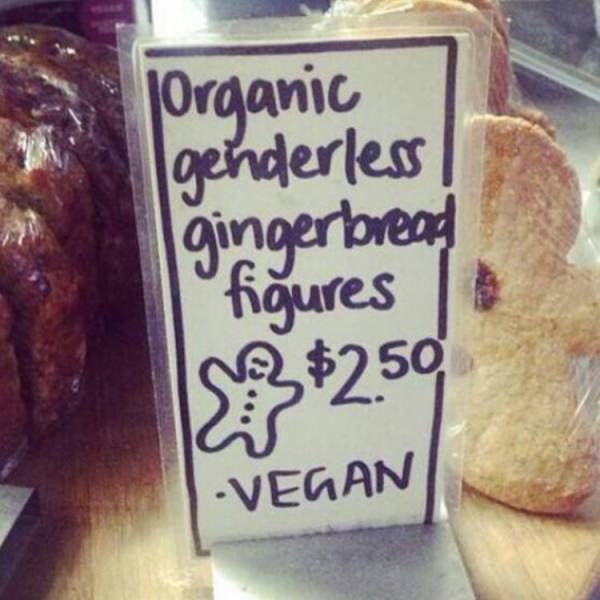 Organic
genderless
gingerbread
figures
$2.50
·VEGAN